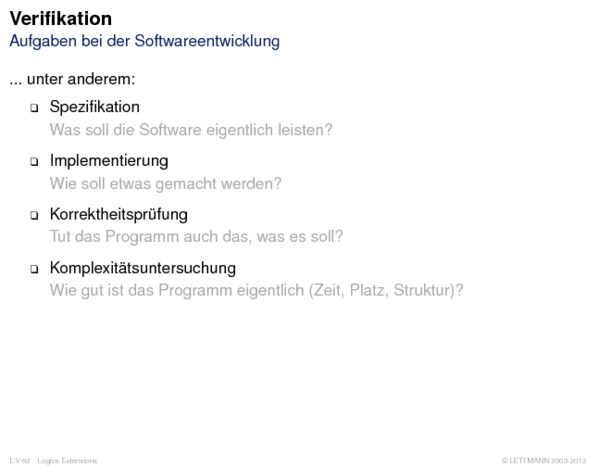 Verifikation
Aufgaben bei der Softwareentwicklung
... unter anderem:
❑ Spezifikation
Was soll die Software eigentlich leisten?
❑ Implementierung
Wie soll etwas gemacht werden?
❑ Korrektheitsprüfung
Tut das Programm auch das, was es soll?
❑ Komplexitätsuntersuchung
Wie gut ist das Programm eigentlich (Zeit, Platz, Struktur)?
L:V-92 Logics Extensions © LETTMANN 2003-2013